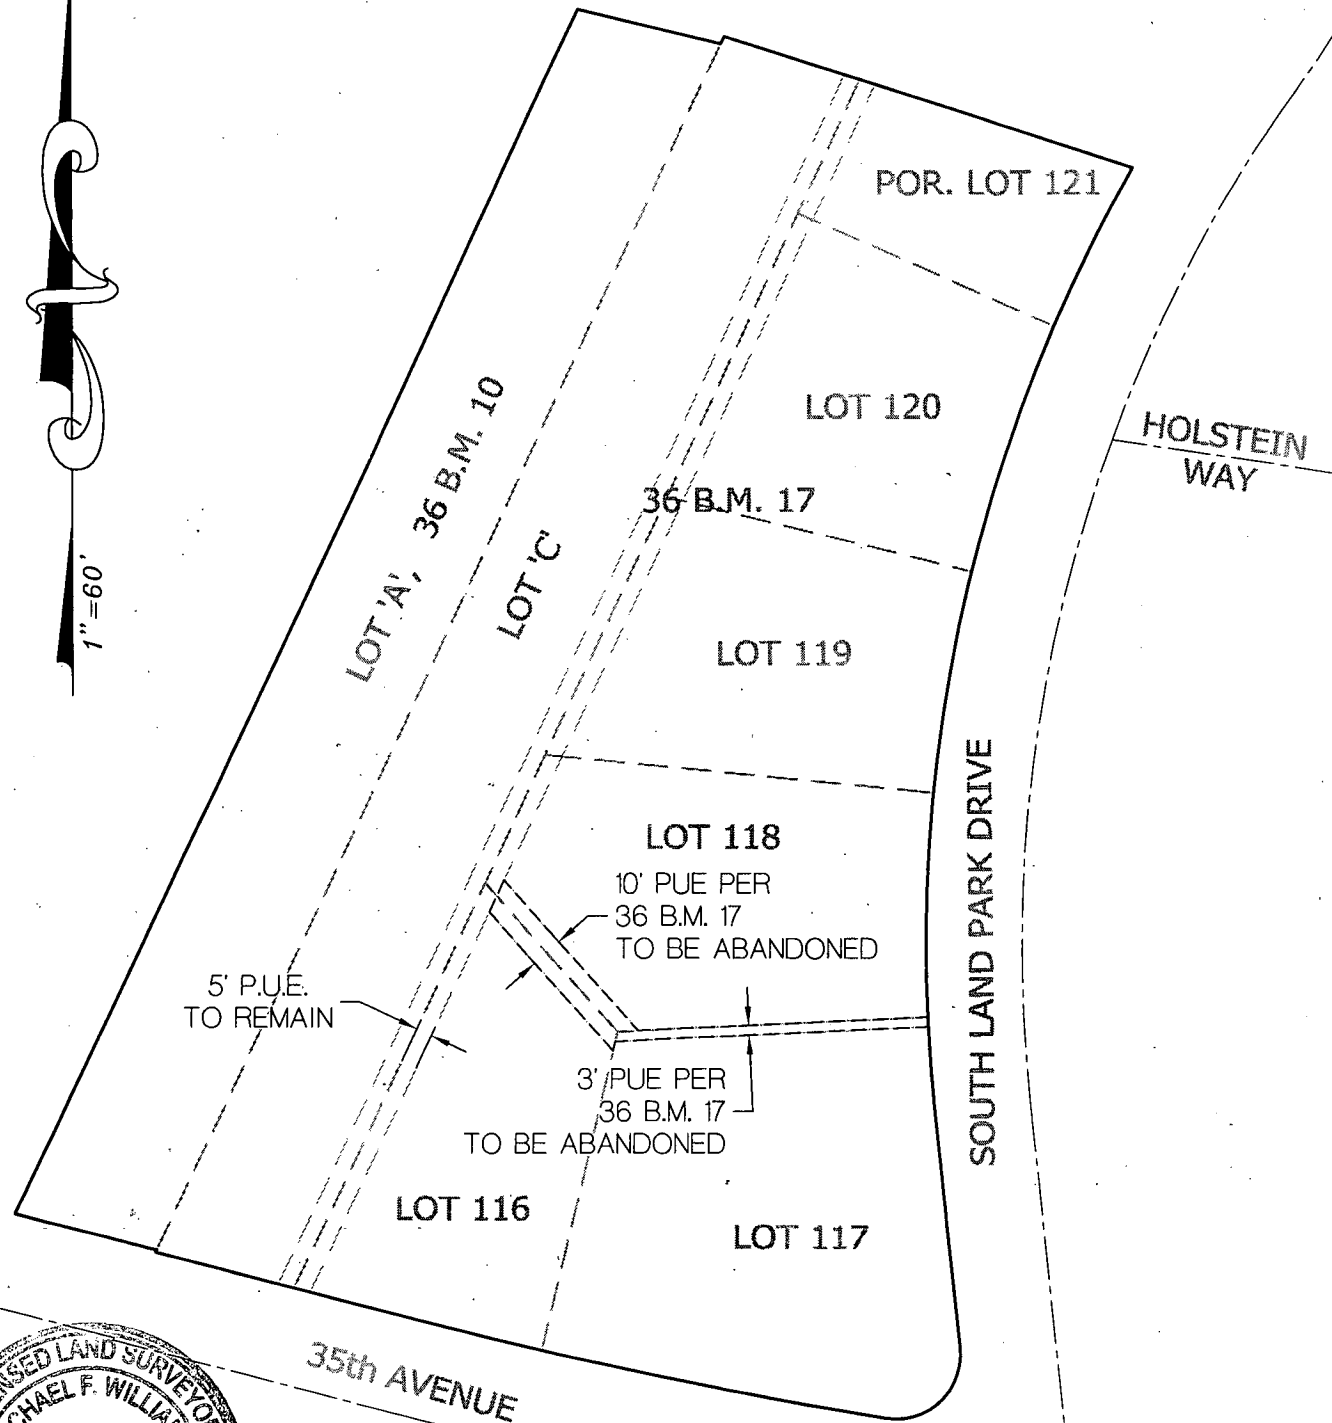 POR. LOT 121
LOT 120
HOLSTEIN
WAY
36 B.M. 17
LOT 'A', 36 B.M. 10
LOT 'C'
1"=60'
LOT 119
LOT 118
10' PUE PER
36 B.M. 17
TO BE ABANDONED
SOUTH LAND PARK DRIVE
5' P.U.E.
TO REMAIN
3' PUE PER
36 B.M. 17
TO BE ABANDONED
LOT 116
LOT 117
35th AVENUE
LAND SURVEYOR
F.